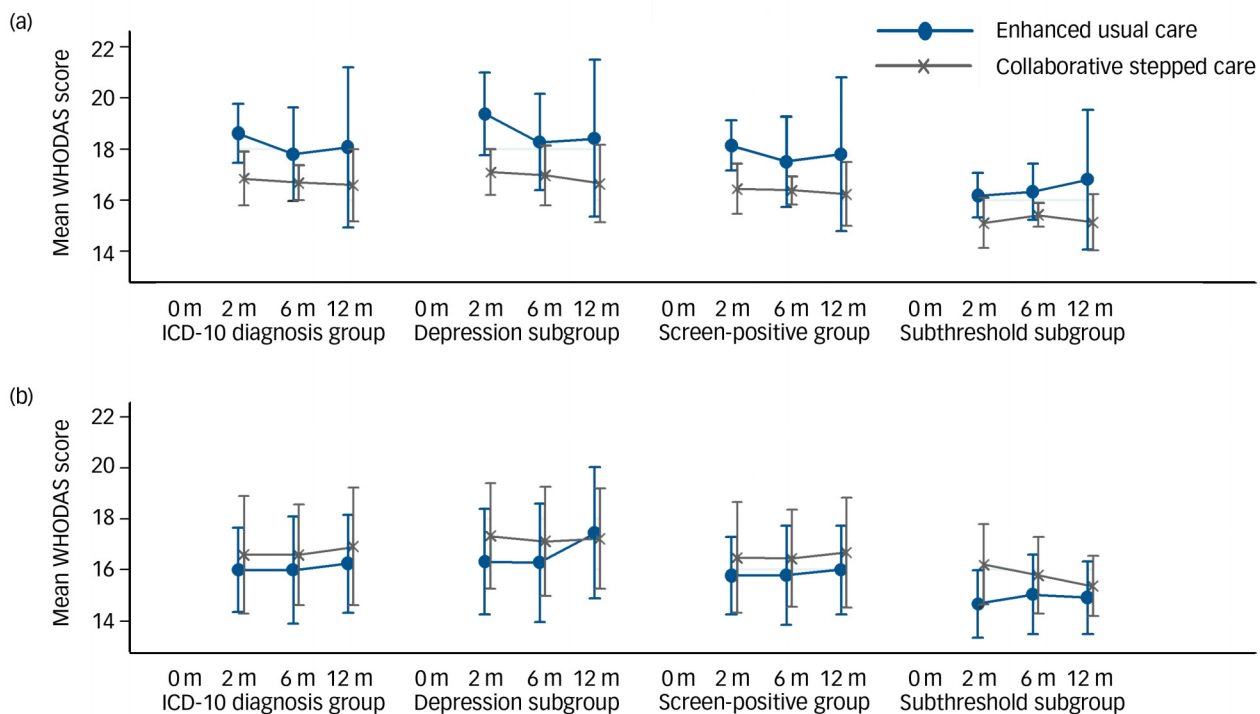 (a)
Enhanced usual care
Collaborative stepped care
Mean WHODAS score
22
20
18
16
14
0 m 2 m 6 m 12 m 0 m 2 m 6 m 12 m 0 m 2 m 6 m 12 m 0 m 2 m 6 m 12 m
ICD-10 diagnosis group Depression subgroup Screen-positive group Subthreshold subgroup
(b)
Mean WHODAS score
22
20
18
16
14
0 m 2 m 6 m 12 m 0 m 2 m 6 m 12 m 0 m 2 m 6 m 12 m 0 m 2 m 6 m 12 m
ICD-10 diagnosis group Depression subgroup Screen-positive group Subthreshold subgroup